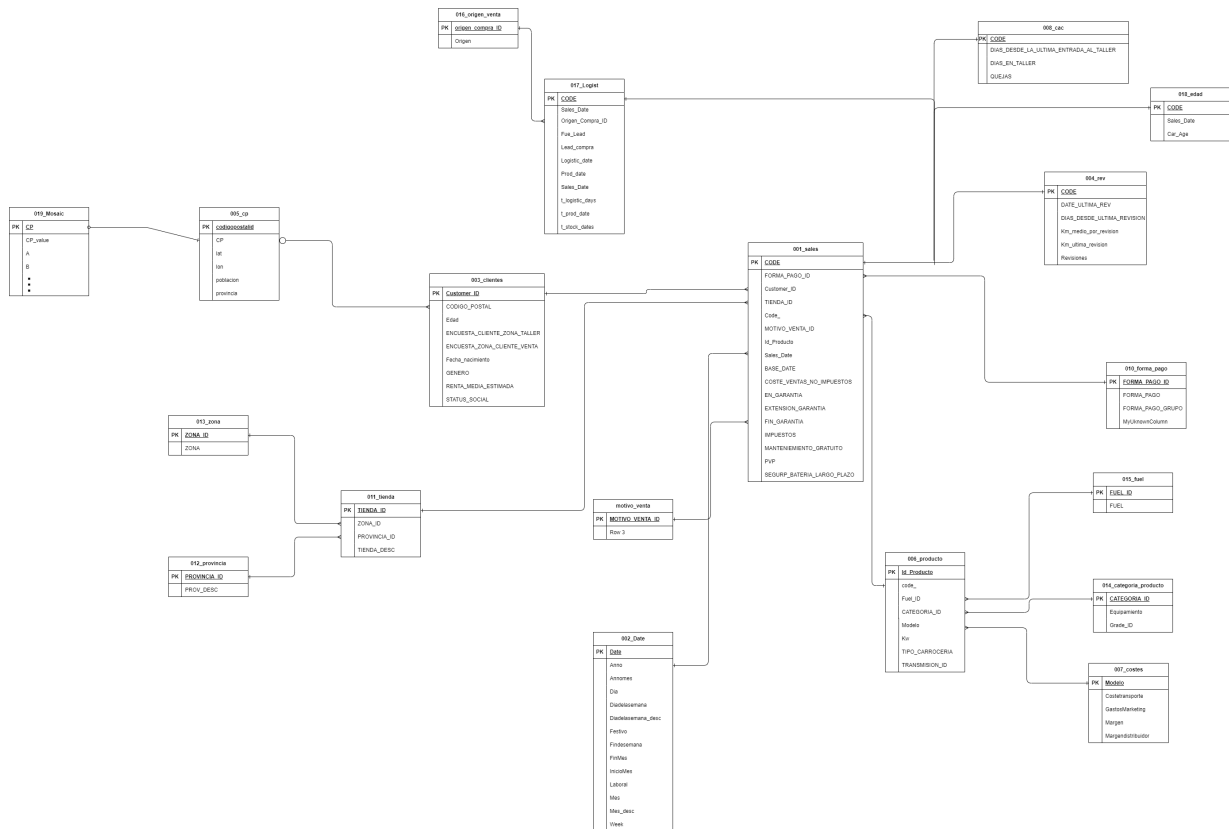 016_origen_venta
PK origen_compra_ID
Origen
008_cac
PK CODE
DIAS_DESDE_LA_ULTIMA_ENTRADA_AL_TALLER
DIAS_EN_TALLER
QUEJAS
017_Logist
PK CODE
Sales_Date
Origen_Compra_ID
Fue_Lead
Lead_compra
Logistic_date
Prod_date
Sales_Date
t_logistic_days
t_prod_date
t_stock_dates
018_edad
PK CODE
Sales_Date
Car_Age
004_rev
PK CODE
DATE_ULTIMA_REV
DIAS_DESDE_ULTIMA_REVISION
Km_medio_por_revision
Km_ultima_revision
Revisiones
019_Mosaic
PK CP
CP_value
A
B
005_cp
PK codigopostalid
CP
lat
lon
poblacion
provincia
001_sales
PK CODE
FORMA_PAGO_ID
Customer_ID
TIENDA_ID
Code_
MOTIVO_VENTA_ID
Id_Producto
Sales_Date
BASE_DATE
COSTE_VENTAS_NO_IMPUESTOS
EN_GARANTIA
EXTENSION_GARANTIA
FIN_GARANTIA
IMPUESTOS
MANTENIEMIENTO_GRATUITO
PVP
SEGURP_BATERIA_LARGO_PLAZO
003_clientes
PK Customer_ID
CODIGO_POSTAL
Edad
ENCUESTA_CLIENTE_ZONA_TALLER
ENCUESTA_ZONA_CLIENTE_VENTA
Fecha_nacimiento
GENERO
RENTA_MEDIA_ESTIMADA
STATUS_SOCIAL
010_forma_pago
PK FORMA_PAGO_ID
FORMA_PAGO
FORMA_PAGO_GRUPO
MyUknownColumn
013_zona
PK ZONA_ID
ZONA
011_tienda
PK TIENDA_ID
ZONA_ID
PROVINCIA_ID
TIENDA_DESC
motivo_venta
PK MOTIVO_VENTA_ID
Row 3
015_fuel
PK FUEL_ID
FUEL
012_provincia
PK PROVINCIA_ID
PROV_DESC
006_producto
PK Id_Producto
code_
Fuel_ID
CATEGORIA_ID
Modelo
Kw
TIPO_CARROCERIA
TRANSMISION_ID
014_categoria_producto
PK CATEGORIA_ID
Equipamiento
Grade_ID
002_Date
PK Date
Anno
Annomes
Dia
Diadelasemana
Diadelasemana_desc
Festivo
Findesemana
FinMes
InicioMes
Laboral
Mes
Mes_desc
Week
007_costes
PK Modelo
Costetransporte
GastosMarketing
Margen
Margendistribuidor